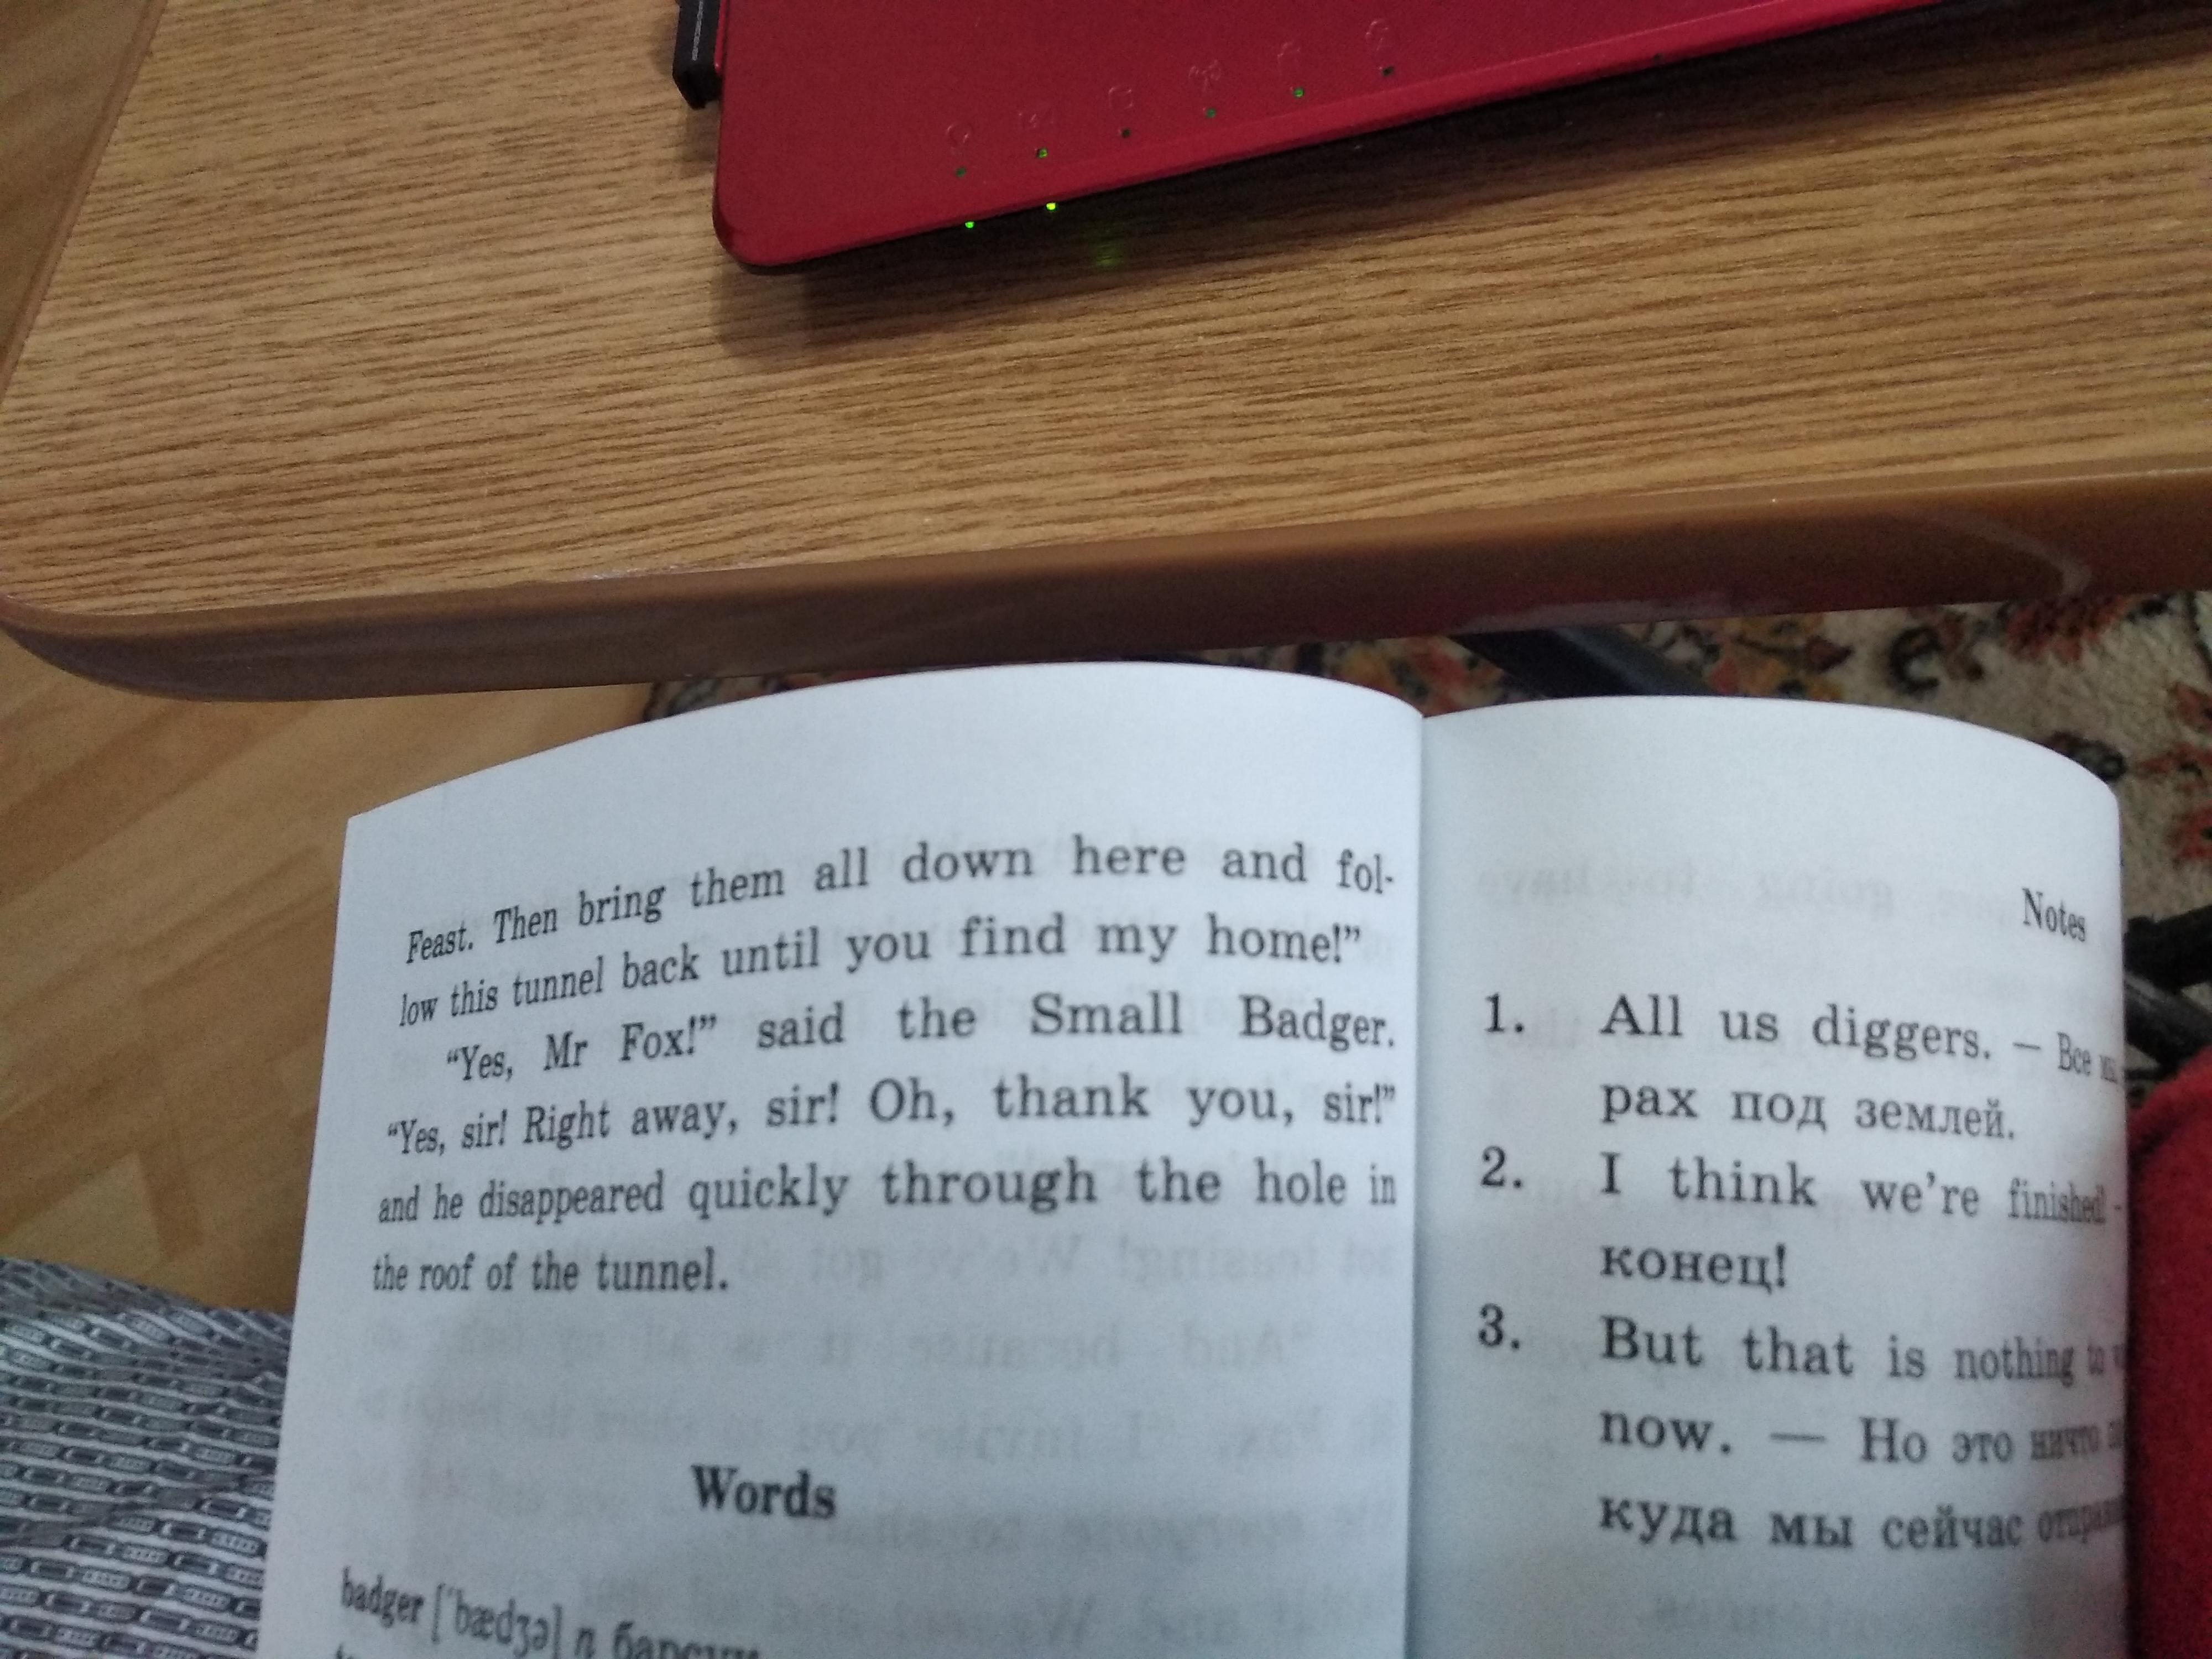 Feast. Then bring them all down here and fol-
low this tunnel back until you find my home!”
“Yes, Mr Fox!” said the Small Badger.
“Yes, sir! Right away, sir! Oh, thank you, sir!”
and he disappeared quickly through the hole in
the roof of the tunnel.
Words
badger [ˈbædʒə] n барсук
Notes
1. All us diggers. — Все
рах под землей.
2. I think we’re finished! -
конец!
3. But that is nothing to
now. — Но это ничто
куда мы сейчас